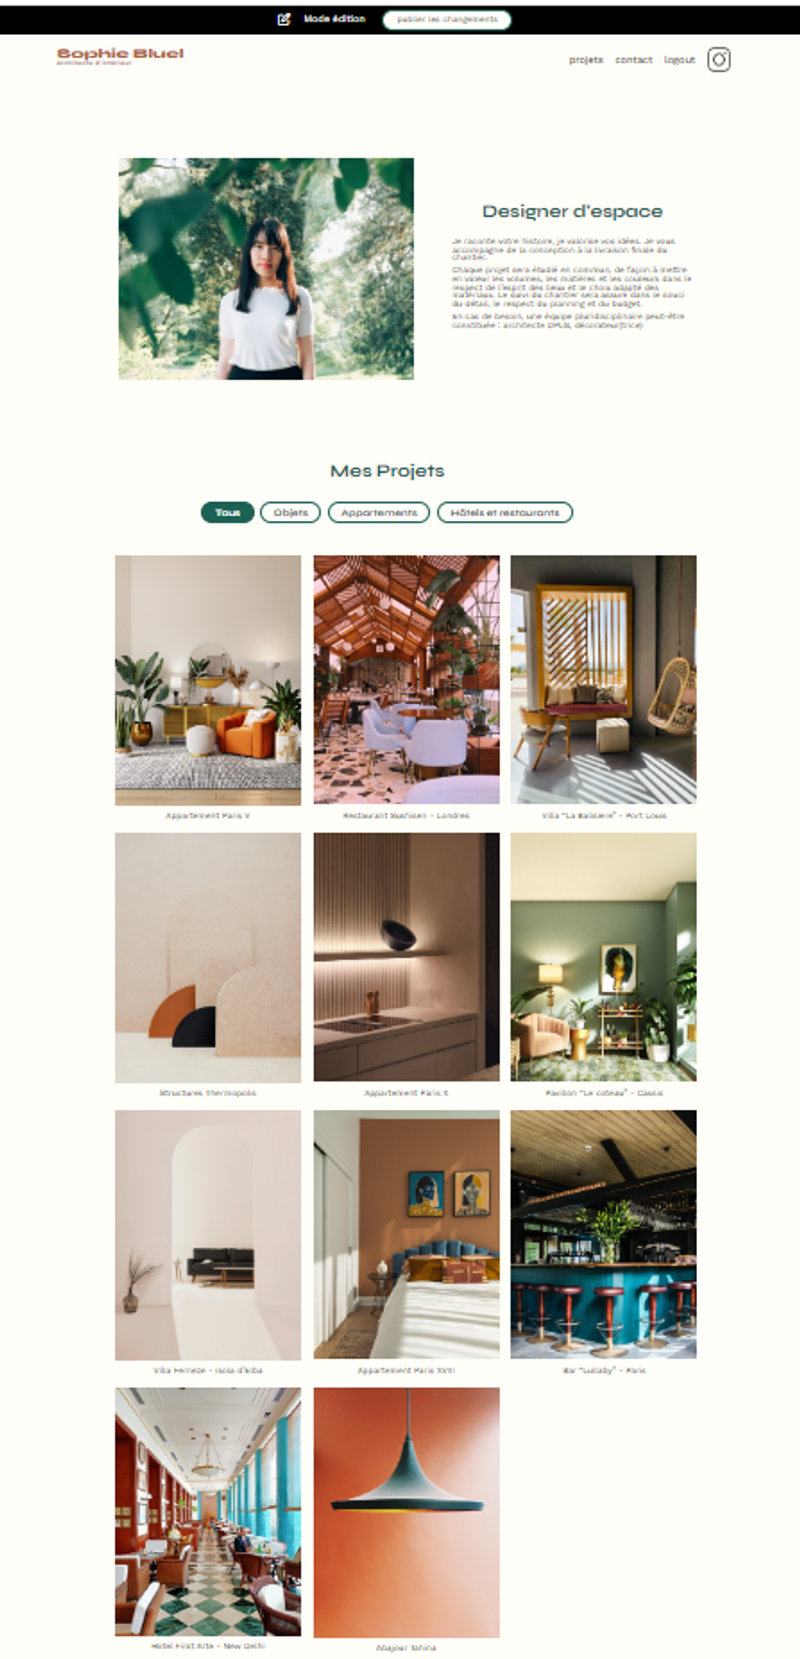 Mode édition
publier les changements
Sophie Bluel
Architecte d'intérieur
projets
contact
logout
Designer d'espace
Je raconte votre histoire, je valorise vos idées. Je vous
accompagne de la conception à la livraison finale du
chantier.
Chaque projet sera étudié en commun, de façon à mettre
en valeur les volumes, les matières et les couleurs dans le
respect de l'esprit des lieux et le choix adapté des
matériaux. Le suivi du chantier sera assuré dans le souci
du détail, le respect du planning et du budget.
En cas de besoin, une équipe pluridisciplinaire peut-être
constituée : architecte DPLG, décorateur(trice)
Mes Projets
Tous
Objets
Appartements
Hôtels et restaurants
Appartement Paris V
Restaurant Sushisen - Londres
Villa "La Balisiere" - Port Louis
Structures Thermopolis
Appartement Paris X
Pavillon "Le coteau" - Cassis
Villa Ferneze - Isola d'Elba
Appartement Paris XVIII
Bar "Lullaby" - Paris
Hotel First Arte - New Delhi
Abajour Tahina